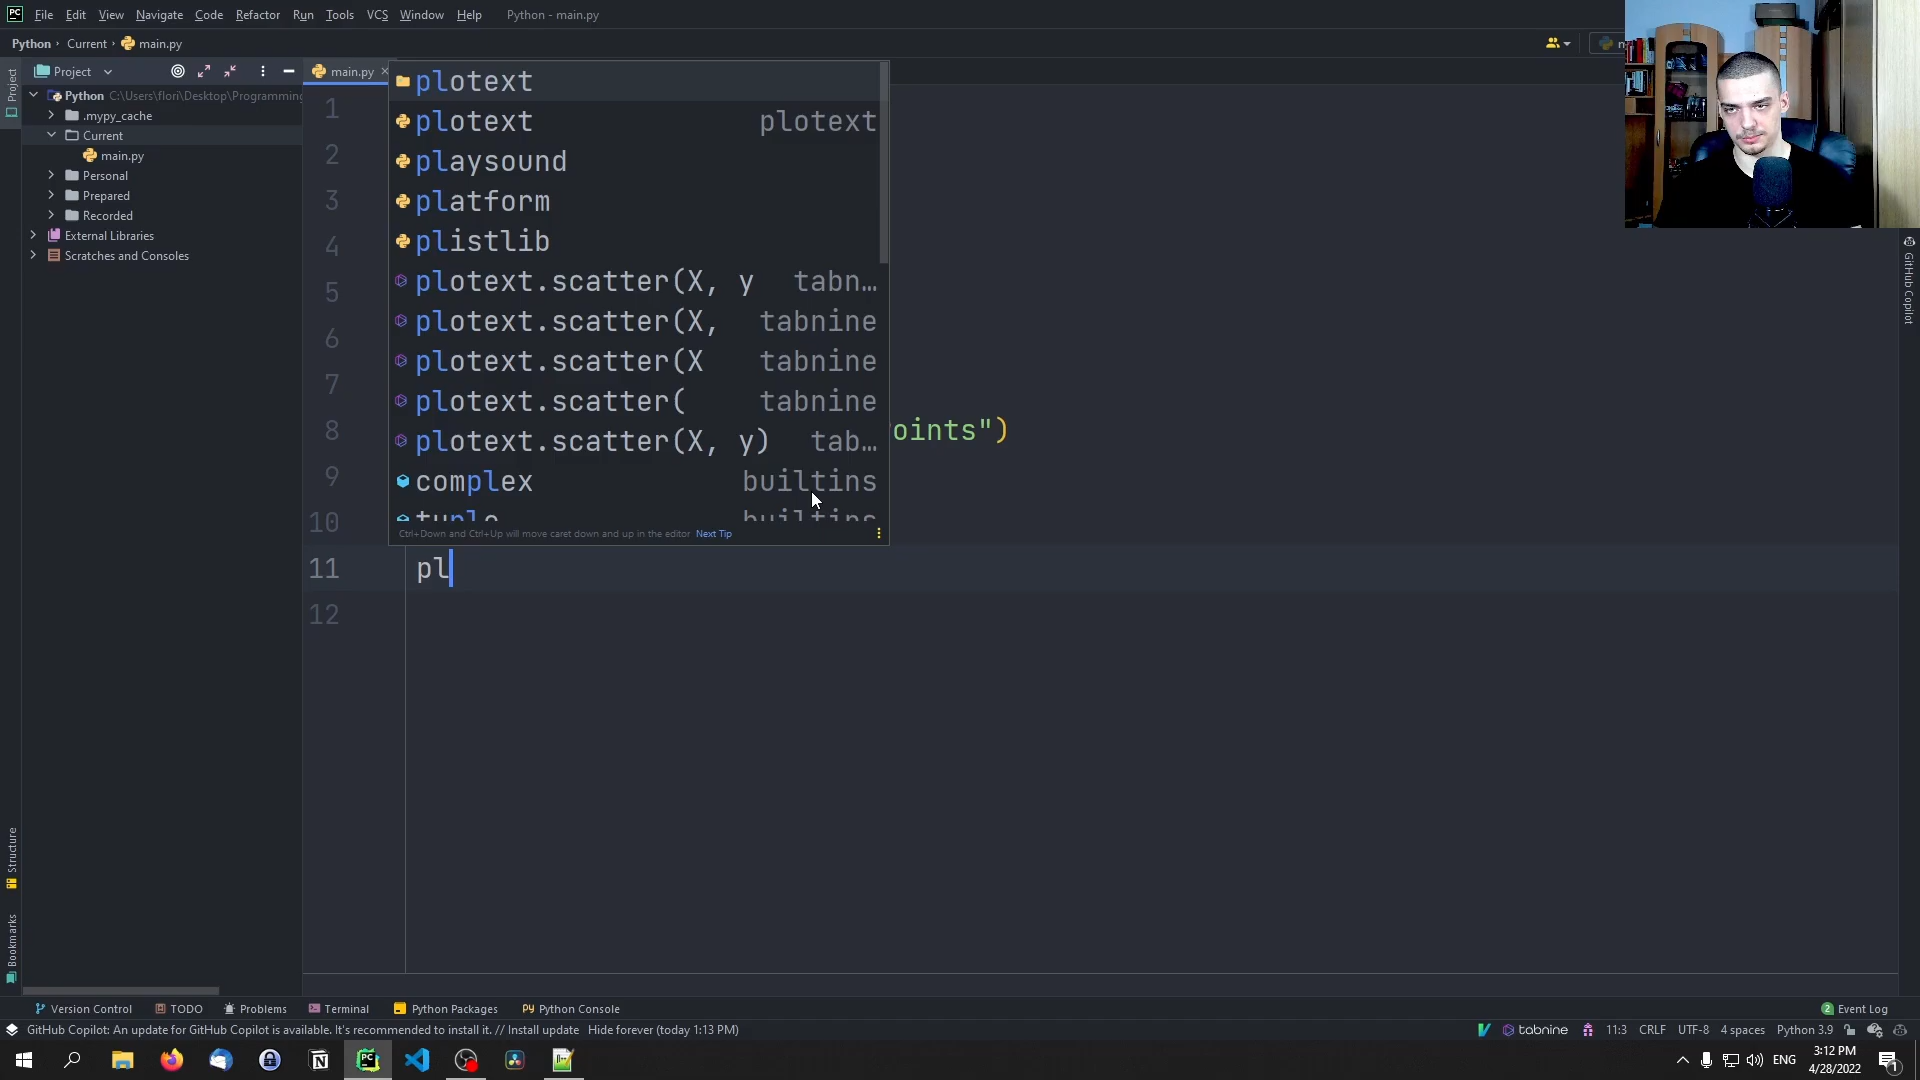 PC File Edit View Navigate Code Refactor Run Tools VCS Window Help Python - main.py
Python › Current › main.py
Project
Project
main.py
Python C:\Users\flori\Desktop\Programming
.mypy_cache
Current
main.py
Personal
Prepared
Recorded
External Libraries
Scratches and Consoles
1
2
3
4
5
6
7
8
9
10
11
12
plotext
plotext plotext
playsound
platform
plistlib
plotext.scatter(X, y tabn…
plotext.scatter(X, tabnine
plotext.scatter(X tabnine
plotext.scatter( tabnine
plotext.scatter(X, y) tab…
complex builtins
tuple builtins
Ctrl+Down and Ctrl+Up will move caret down and up in the editor Next Tip
oints")
pl
GitHub Copilot
Structure
Bookmarks
Version Control TODO Problems Terminal Python Packages Python Console 2 Event Log
GitHub Copilot: An update for GitHub Copilot is available. It's recommended to install it. // Install update Hide forever (today 1:13 PM)
tabnine 11:3 CRLF UTF-8 4 spaces Python 3.9
ENG 3:12 PM
4/28/2022
1